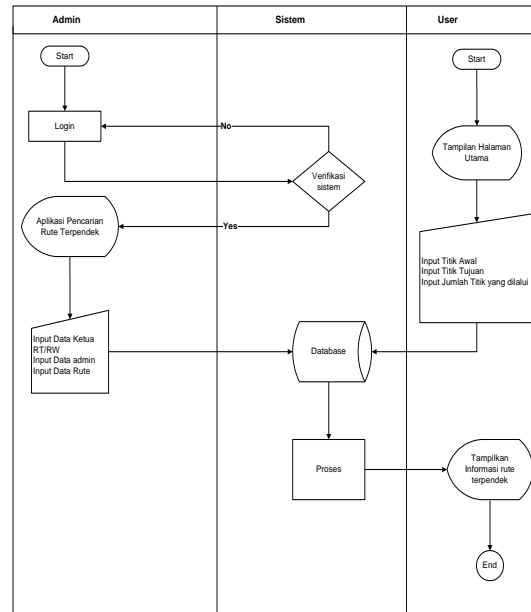 Admin
Sistem
User
Start
Start
Login
No
Tampilan Halaman
Utama
Verifikasi
sistem
Aplikasi Pencarian
Rute Terpendek
Yes
Input Titik Awal
Input Titik Tujuan
Input Jumlah Titik yang dilalui
Input Data Ketua
RT/RW
Input Data admin
Input Data Rute
Database
Proses
Tampilkan
Informasi rute
terpendek
End